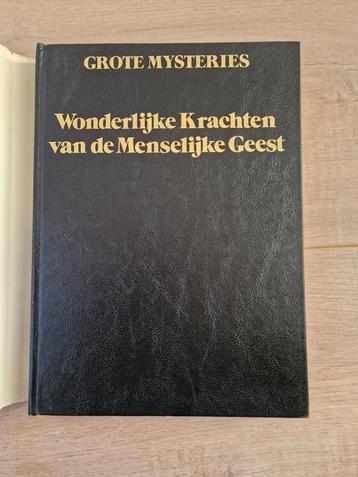 GROTE MYSTERIES
Wonderlijke Krachten
van de Menselijke Geest